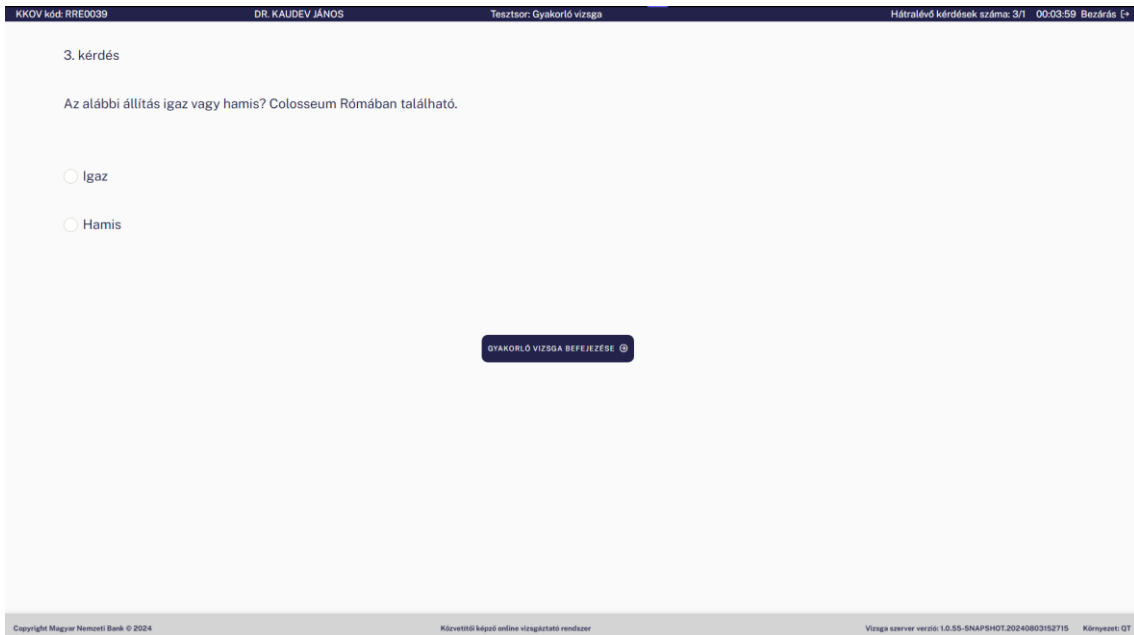 KKOV kód: RRE0039 DR. KAUDEV JÁNOS Tesztsor: Gyakorló vizsga Hátralévő kérdések száma: 3/1 00:03:59 Bezárás
3. kérdés
Az alábbi állítás igaz vagy hamis? Colosseum Rómában található.
Igaz
Hamis
GYAKORLÓ VIZSGA BEFEJEZÉSE
Copyright Magyar Nemzeti Bank © 2024 Közvetítői képző online vizsgáztató rendszer Vizsga szerver verzió: 1.0.55-SNAPSHOT.20240803152715 Környezet: QT